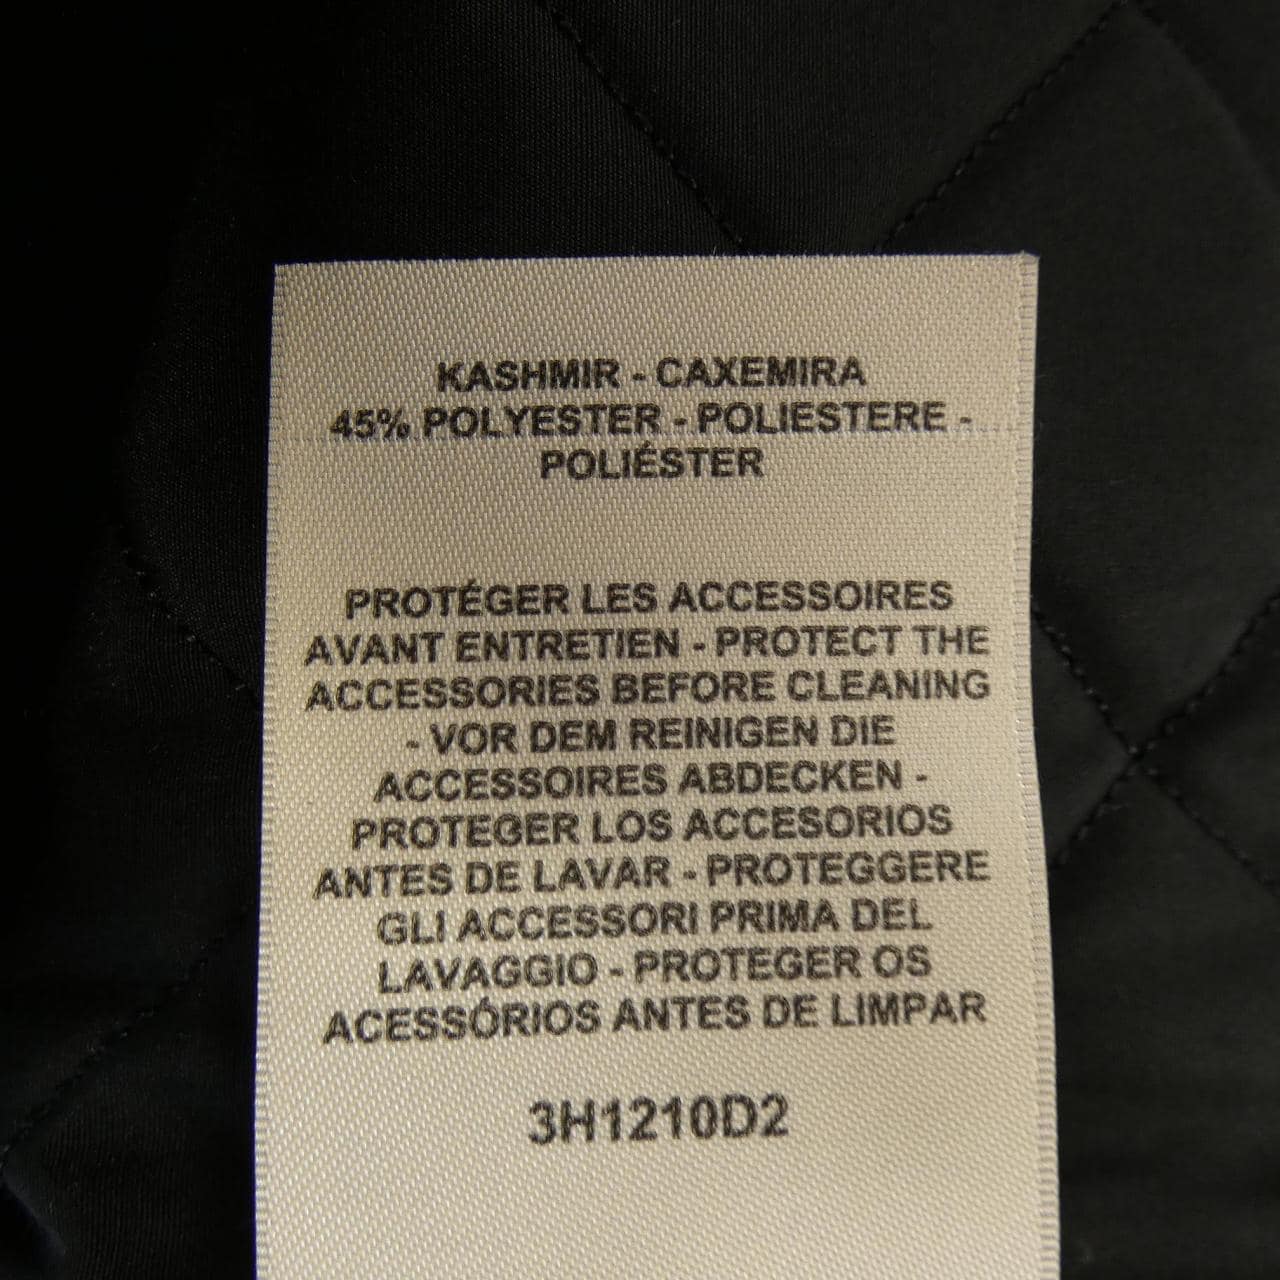 KASHMIR - CAXEMIRA
45% POLYESTER - POLIESTERE -
POLIÉSTER
PROTÉGER LES ACCESSOIRES
AVANT ENTRETIEN - PROTECT THE
ACCESSORIES BEFORE CLEANING
- VOR DEM REINIGEN DIE
ACCESSOIRES ABDECKEN -
PROTEGER LOS ACCESORIOS
ANTES DE LAVAR - PROTEGGERE
GLI ACCESSORI PRIMA DEL
LAVAGGIO - PROTEGER OS
ACESSÓRIOS ANTES DE LIMPAR
3H1210D2